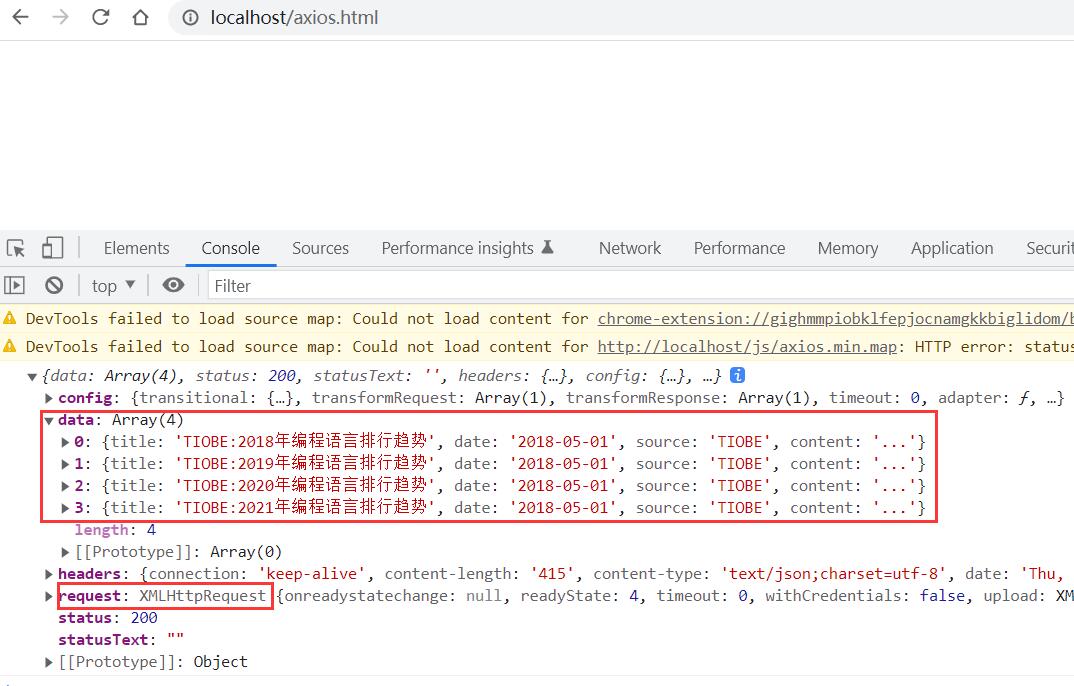 localhost/axios.html
Elements Console Sources Performance insights Network Performance Memory Application Securit
top Filter
DevTools failed to load source map: Could not load content for chrome-extension://gighmmpiobklfepjocnamgkkbiglidom/b
DevTools failed to load source map: Could not load content for http://localhost/js/axios.min.map: HTTP error: status
{data: Array(4), status: 200, statusText: '', headers: {…}, config: {…}, …}
config: {transitional: {…}, transformRequest: Array(1), transformResponse: Array(1), timeout: 0, adapter: ƒ, …}
data: Array(4)
0: {title: 'TIOBE:2018年编程语言排行趋势', date: '2018-05-01', source: 'TIOBE', content: '...'}
1: {title: 'TIOBE:2019年编程语言排行趋势', date: '2018-05-01', source: 'TIOBE', content: '...'}
2: {title: 'TIOBE:2020年编程语言排行趋势', date: '2018-05-01', source: 'TIOBE', content: '...'}
3: {title: 'TIOBE:2021年编程语言排行趋势', date: '2018-05-01', source: 'TIOBE', content: '...'}
length: 4
[[Prototype]]: Array(0)
headers: {connection: 'keep-alive', content-length: '415', content-type: 'text/json;charset=utf-8', date: 'Thu,
request: XMLHttpRequest {onreadystatechange: null, readyState: 4, timeout: 0, withCredentials: false, upload: XM
status: 200
statusText: ""
[[Prototype]]: Object